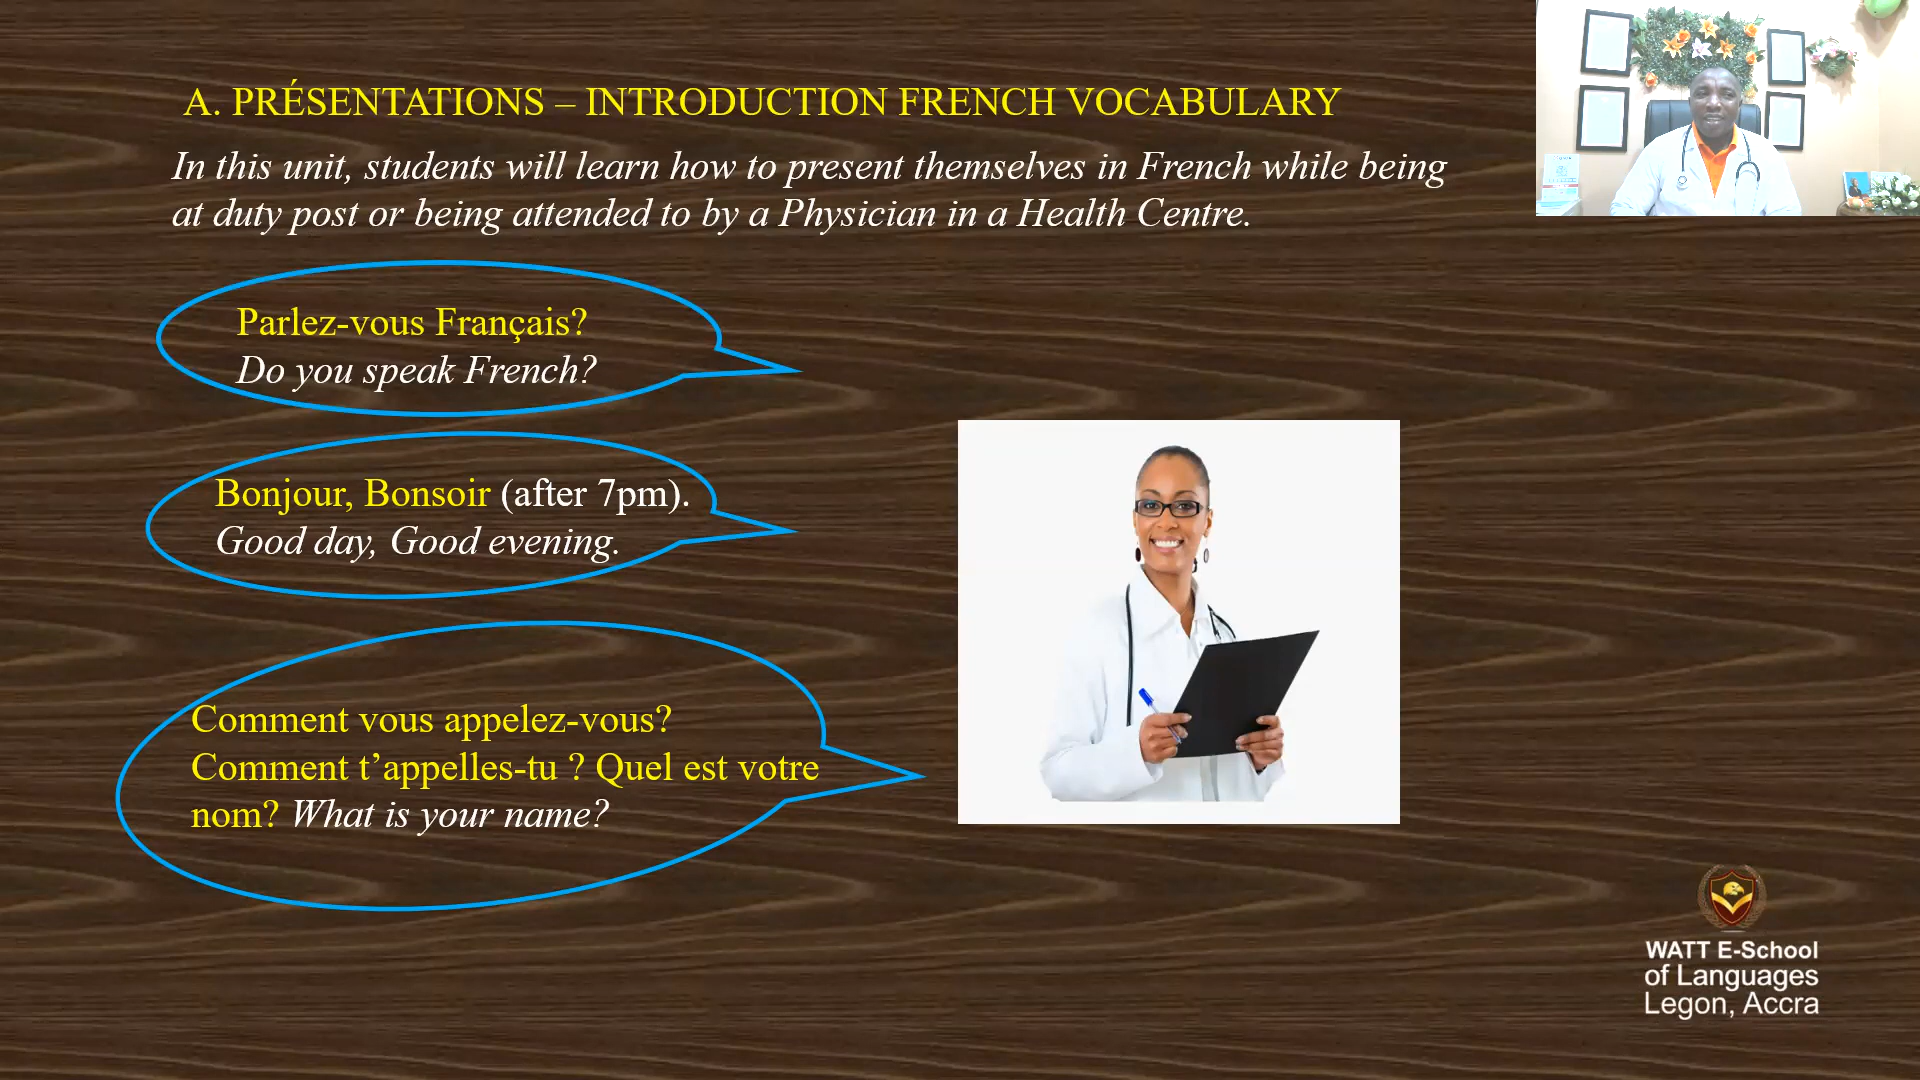 A. PRÉSENTATIONS – INTRODUCTION FRENCH VOCABULARY
In this unit, students will learn how to present themselves in French while being
at duty post or being attended to by a Physician in a Health Centre.
Parlez-vous Français?
Do you speak French?
Bonjour, Bonsoir (after 7pm).
Good day, Good evening.
Comment vous appelez-vous?
Comment t’appelles-tu ? Quel est votre
nom? What is your name?
WATT E-School
of Languages
Legon, Accra